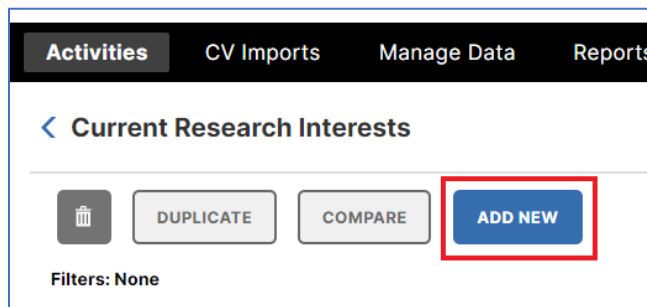 Activities CV Imports Manage Data Reports
Current Research Interests
DUPLICATE COMPARE ADD NEW
Filters: None